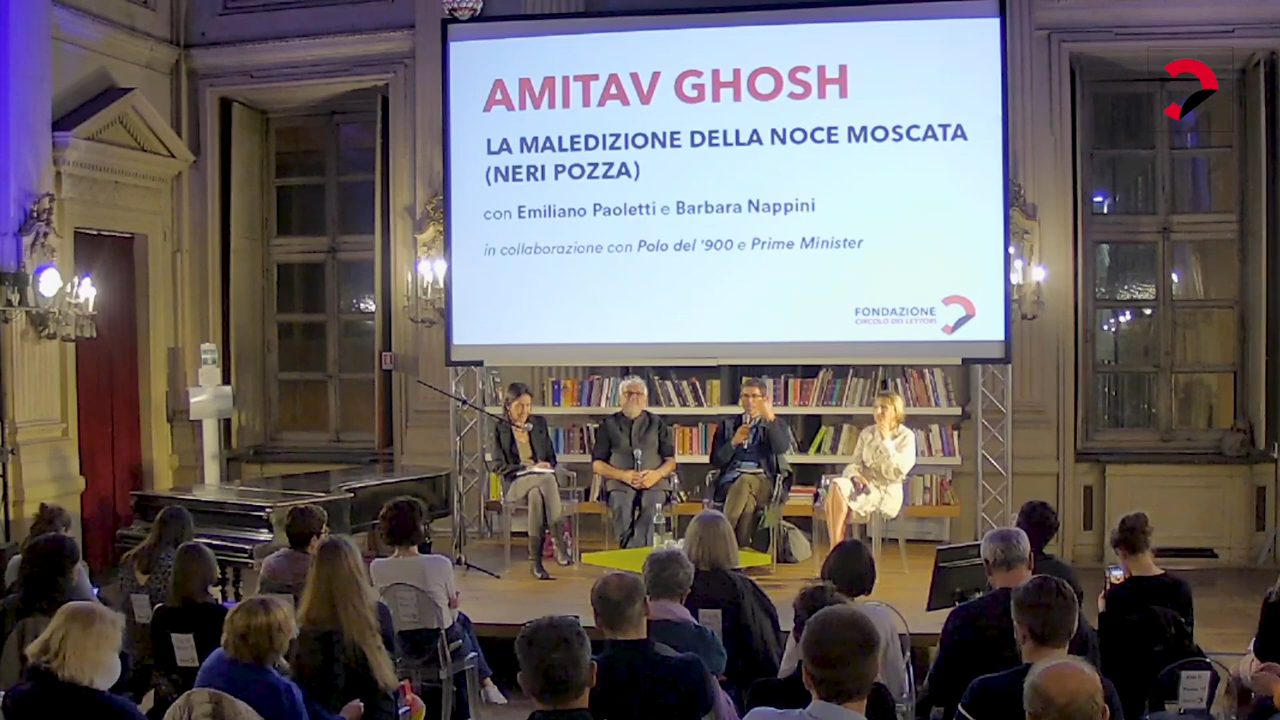 AMITAV GHOSH
LA MALEDIZIONE DELLA NOCE MOSCATA
(NERI POZZA)
con Emiliano Paoletti e Barbara Nappini
in collaborazione con Polo del '900 e Prime Minister
FONDAZIONE
CIRCOLO DEI LETTORI